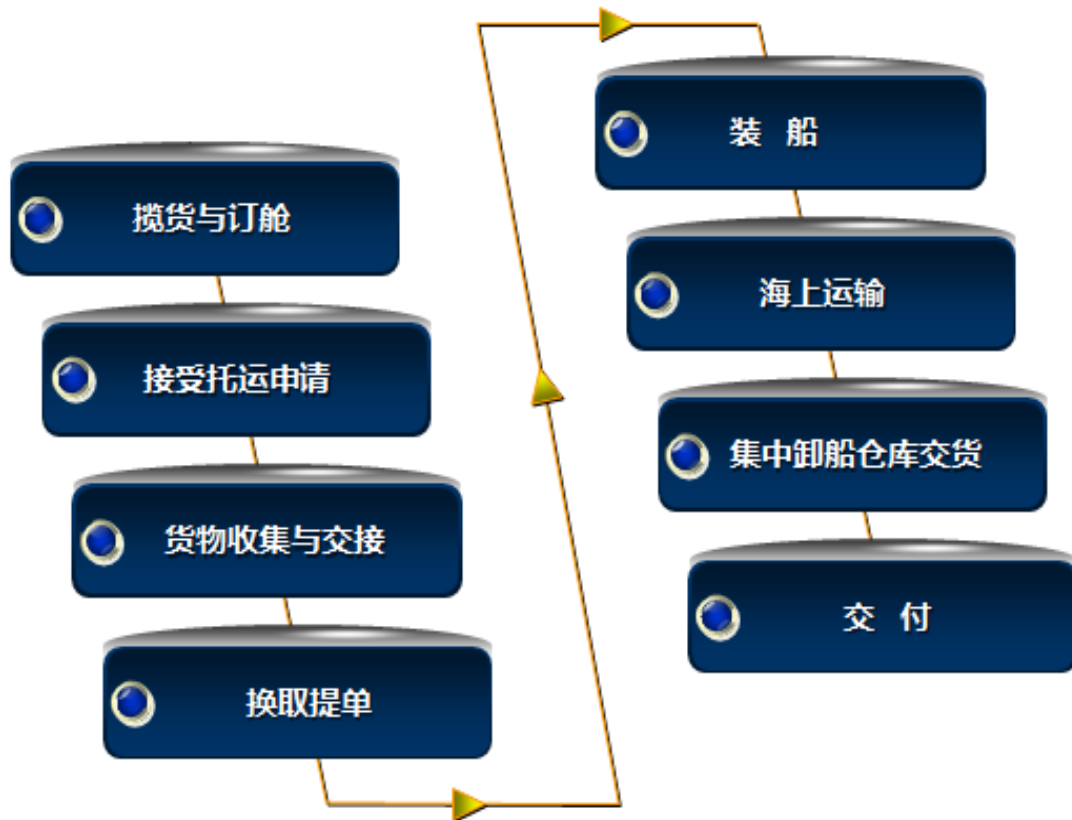 揽货与订舱
接受托运申请
货物收集与交接
换取提单
装 船
海上运输
集中卸船仓库交货
交 付